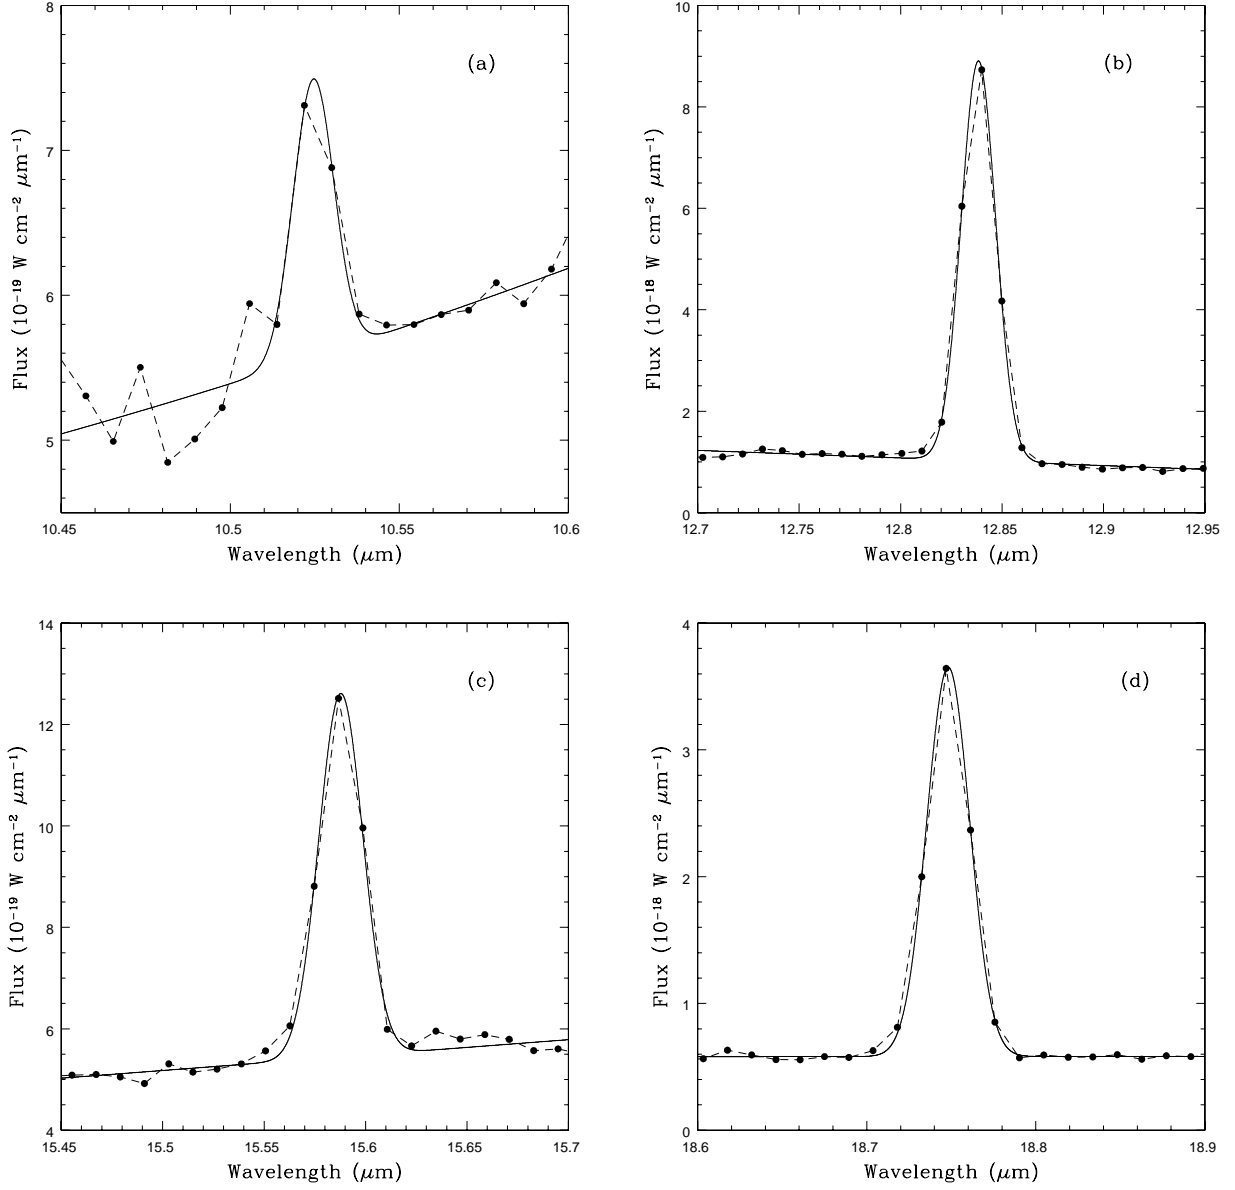 (a)
8
7
6
5
Flux (10⁻¹⁹ W cm⁻² μm⁻¹)
10.45 10.5 10.55 10.6
Wavelength (μm)
(b)
10
8
6
4
2
0
Flux (10⁻¹⁸ W cm⁻² μm⁻¹)
12.7 12.75 12.8 12.85 12.9 12.95
Wavelength (μm)
(c)
14
12
10
8
6
4
Flux (10⁻¹⁹ W cm⁻² μm⁻¹)
15.45 15.5 15.55 15.6 15.65 15.7
Wavelength (μm)
(d)
4
3
2
1
0
Flux (10⁻¹⁸ W cm⁻² μm⁻¹)
18.6 18.7 18.8 18.9
Wavelength (μm)